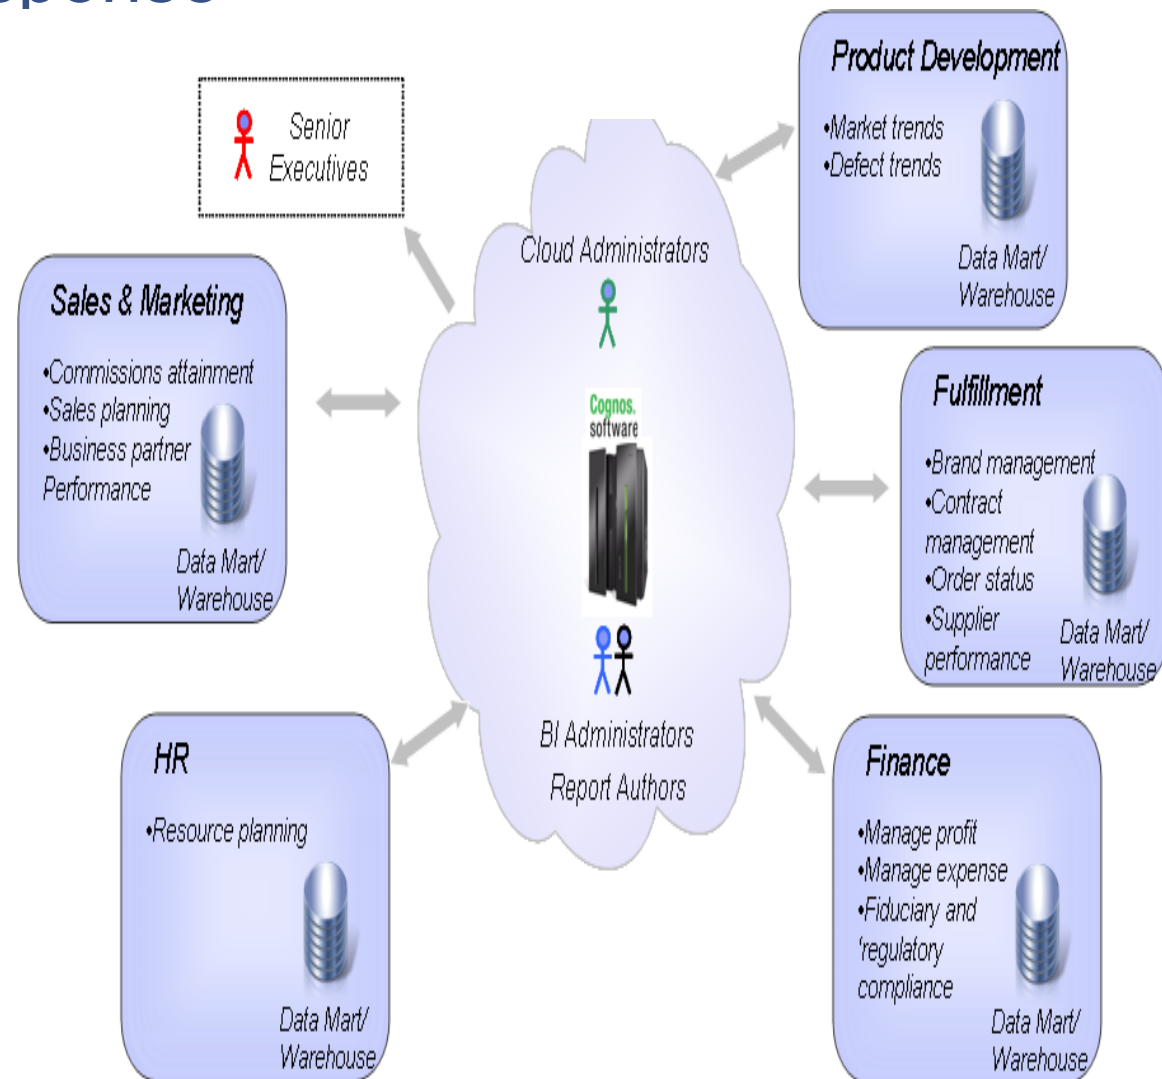 Product Development
•Market trends
•Defect trends
Data Mart/
Warehouse
Senior
Executives
Cloud Administrators
Sales & Marketing
•Commissions attainment
•Sales planning
•Business partner
Performance
Data Mart/
Warehouse
Cognos.
software
Fulfillment
•Brand management
•Contract
management
•Order status
•Supplier
performance
Data Mart/
Warehouse
BI Administrators
Report Authors
HR
•Resource planning
Data Mart/
Warehouse
Finance
•Manage profit
•Manage expense
•Fiduciary and
‘regulatory
compliance
Data Mart/
Warehouse